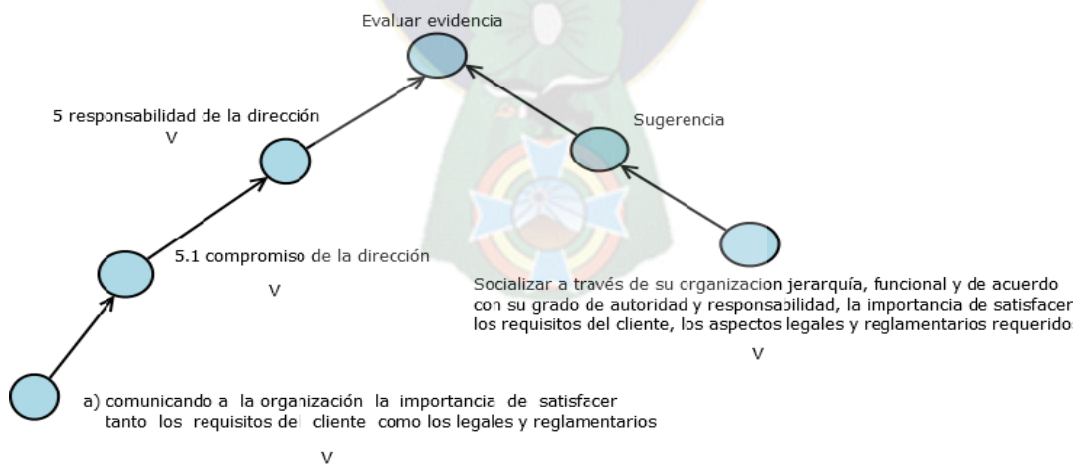 Evaluar evidencia
5 responsabilidad de la dirección
V
Sugerencia
5.1 compromiso de la dirección
V
Socializar a través de su organizacion jerarquía, funcional y de acuerdo
con su grado de autoridad y responsabilidad, la importancia de satisfacer
los requisitos del cliente, los aspectos legales y reglamentarios requeridos
V
a) comunicando a la organización la importancia de satisfacer
tanto los requisitos del cliente como los legales y reglamentarios
V